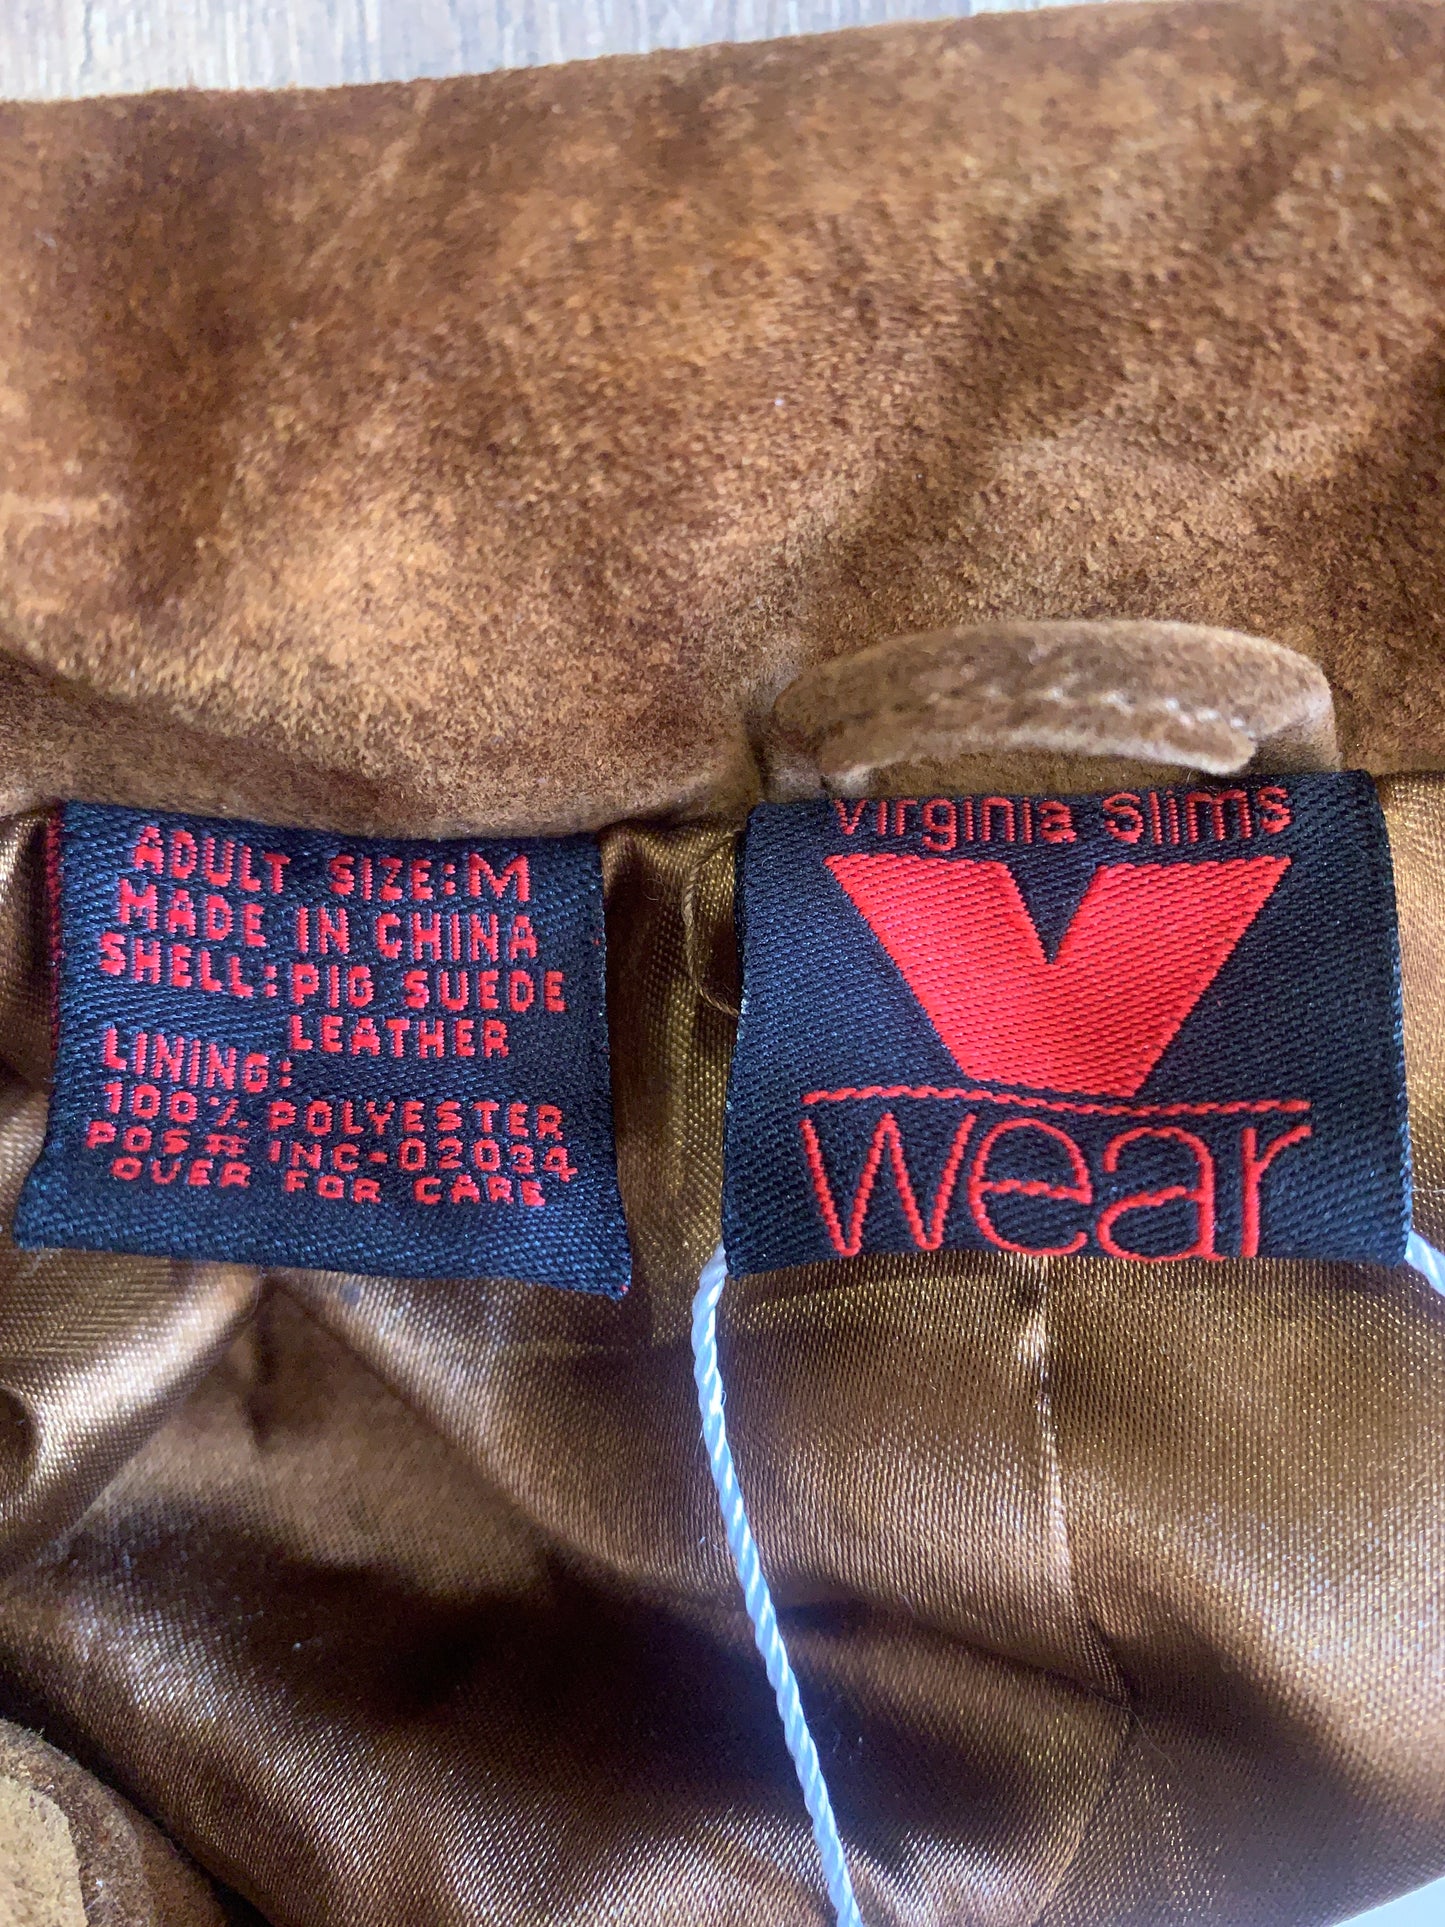 ADULT SIZE:M
MADE IN CHINA
SHELL:PIG SUEDE
LEATHER
LINING:
100% POLYESTER
POS# INC-02024
OVER FOR CARE
Virginia Slims
V
Wear